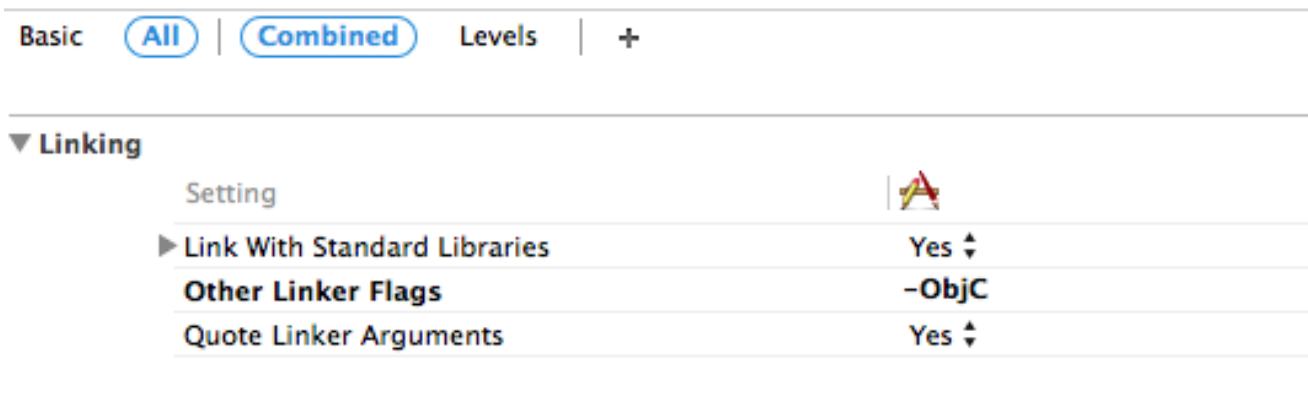 Basic All Combined Levels +
Linking
Setting
Link With Standard Libraries Yes
Other Linker Flags -ObjC
Quote Linker Arguments Yes